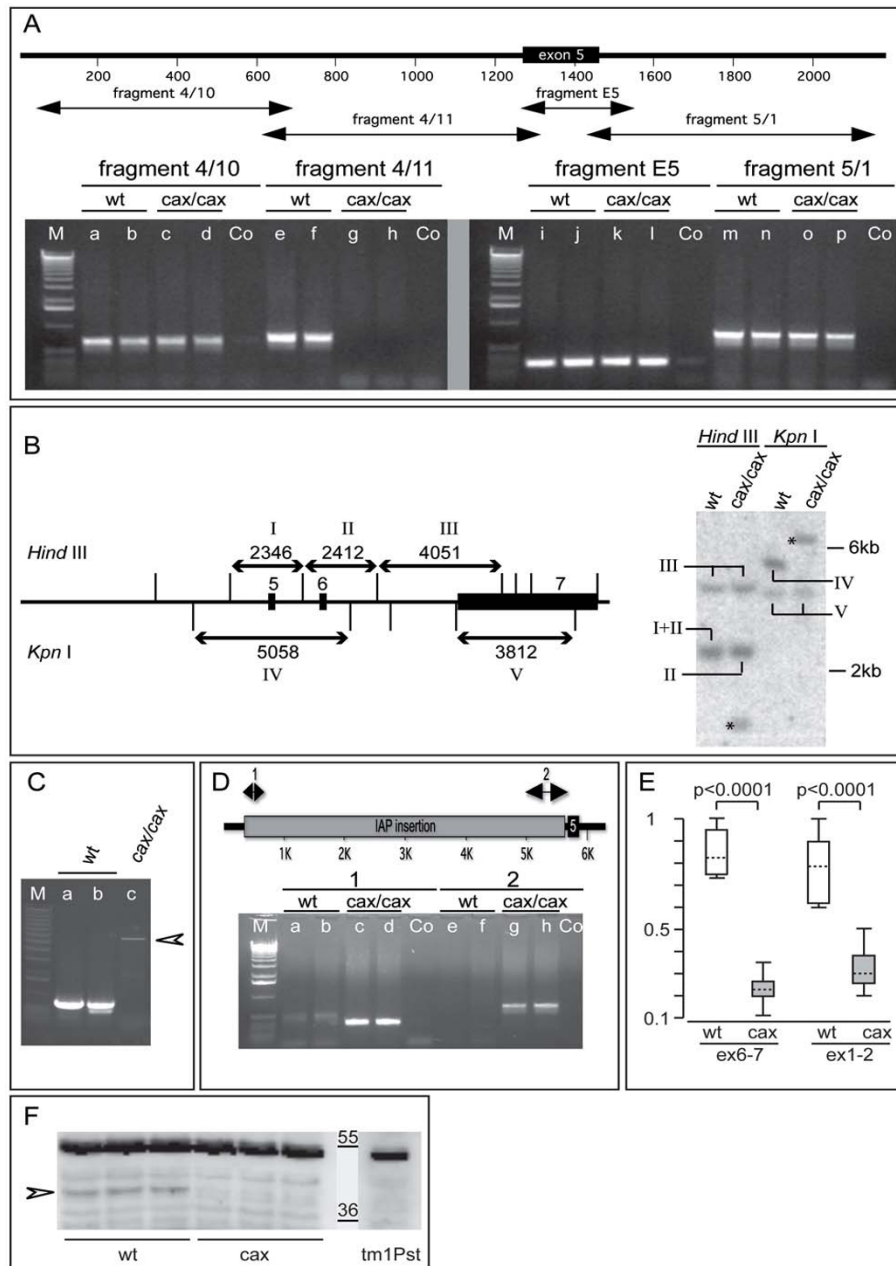 A
exon 5
200 400 600 800 1000 1200 1400 1600 1800 2000
fragment 4/10 fragment E5
fragment 4/11 fragment 5/1
fragment 4/10 fragment 4/11 fragment E5 fragment 5/1
wt cax/cax wt cax/cax wt cax/cax wt cax/cax
M a b c d Co e f g h Co M i j k l Co m n o p Co
B
Hind III Kpn I
wt cax/cax wt cax/cax
I II III
Hind III 2346 2412 4051
5 6 7
Kpn I 5058 3812
IV V
* 6kb
III IV
V
I+II
II 2kb
*
C
wt cax/cax
M a b c
D
1 2
IAP insertion 5
1K 2K 3K 4K 5K 6K
1 2
wt cax/cax wt cax/cax
M a b c d Co e f g h Co
E
p<0.0001 p<0.0001
1
0.5
0.1
wt cax wt cax
ex6-7 ex1-2
F
55
36
wt cax tm1Pst